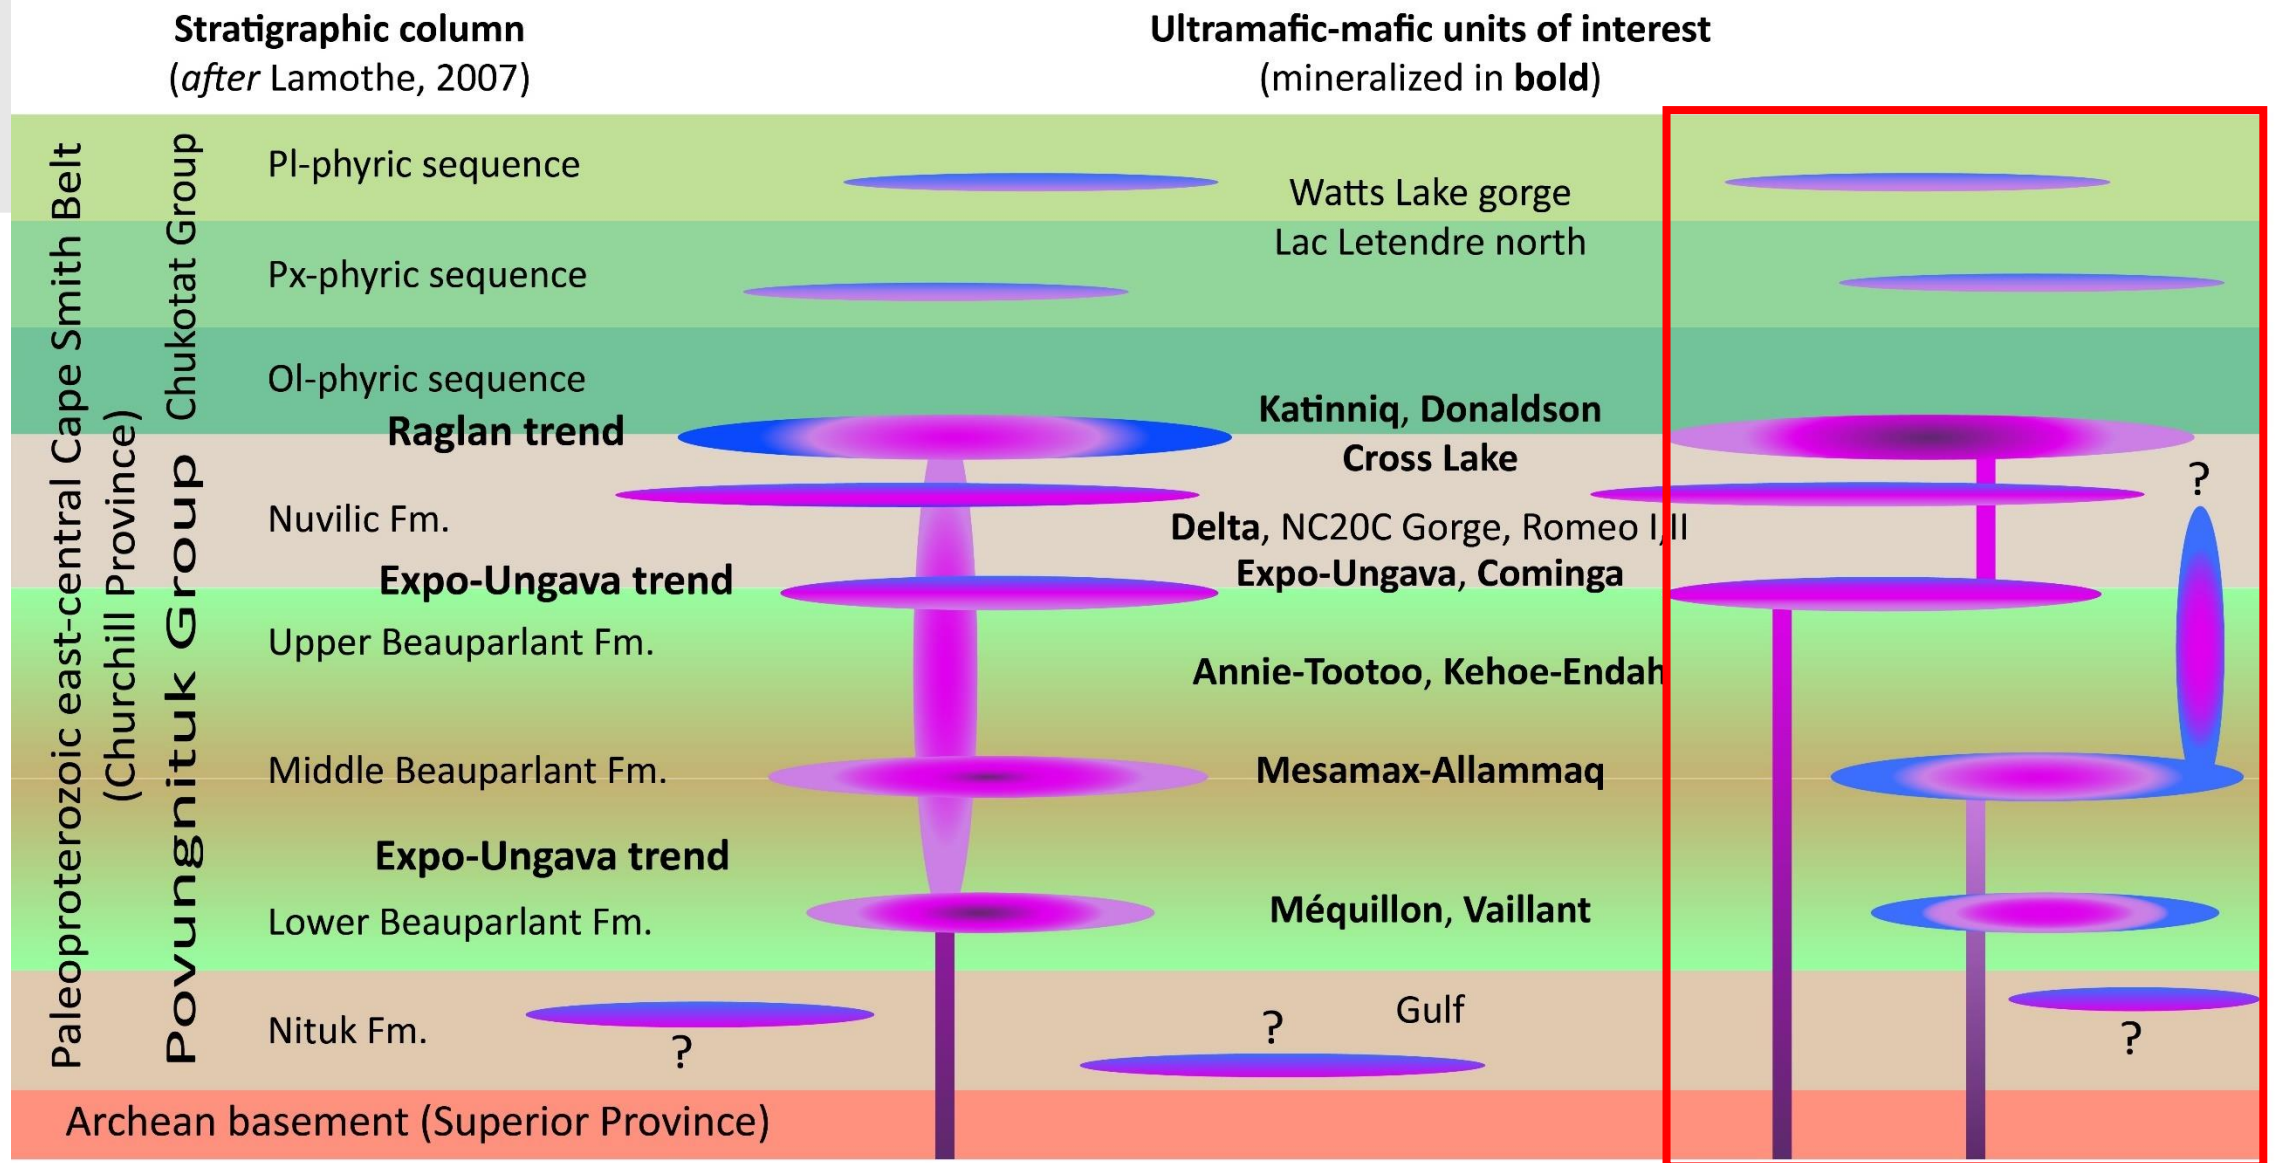 Stratigraphic column
(after Lamothe, 2007)
Ultramafic-mafic units of interest
(mineralized in bold)
Paleoproterozoic east-central Cape Smith Belt
(Churchill Province)
Chukotat Group
Povungnituk Group
Pl-phyric sequence
Watts Lake gorge
Lac Letendre north
Px-phyric sequence
Ol-phyric sequence
Raglan trend
Katinniq, Donaldson
Cross Lake
?
Nuvilic Fm.
Delta, NC20C Gorge, Romeo I,II
Expo-Ungava trend
Expo-Ungava, Cominga
Upper Beauparlant Fm.
Annie-Tootoo, Kehoe-Endah
Middle Beauparlant Fm.
Mesamax-Allammaq
Expo-Ungava trend
Lower Beauparlant Fm.
Méquillon, Vaillant
Nituk Fm.
?
?
Gulf
?
Archean basement (Superior Province)